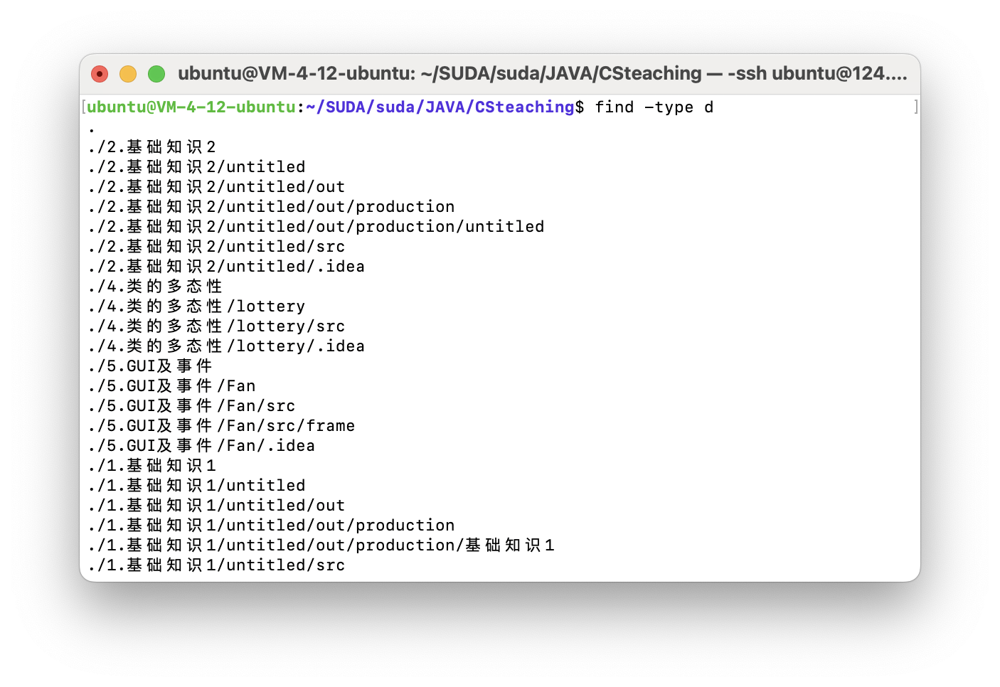 ubuntu@VM-4-12-ubuntu: ~/SUDA/suda/JAVA/CSteaching — -ssh ubuntu@124....
[ubuntu@VM-4-12-ubuntu:~/SUDA/suda/JAVA/CSteaching$ find -type d ]
.
./2.基础知识2
./2.基础知识2/untitled
./2.基础知识2/untitled/out
./2.基础知识2/untitled/out/production
./2.基础知识2/untitled/out/production/untitled
./2.基础知识2/untitled/src
./2.基础知识2/untitled/.idea
./4.类的多态性
./4.类的多态性/lottery
./4.类的多态性/lottery/src
./4.类的多态性/lottery/.idea
./5.GUI及事件
./5.GUI及事件/Fan
./5.GUI及事件/Fan/src
./5.GUI及事件/Fan/src/frame
./5.GUI及事件/Fan/.idea
./1.基础知识1
./1.基础知识1/untitled
./1.基础知识1/untitled/out
./1.基础知识1/untitled/out/production
./1.基础知识1/untitled/out/production/基础知识1
./1.基础知识1/untitled/src